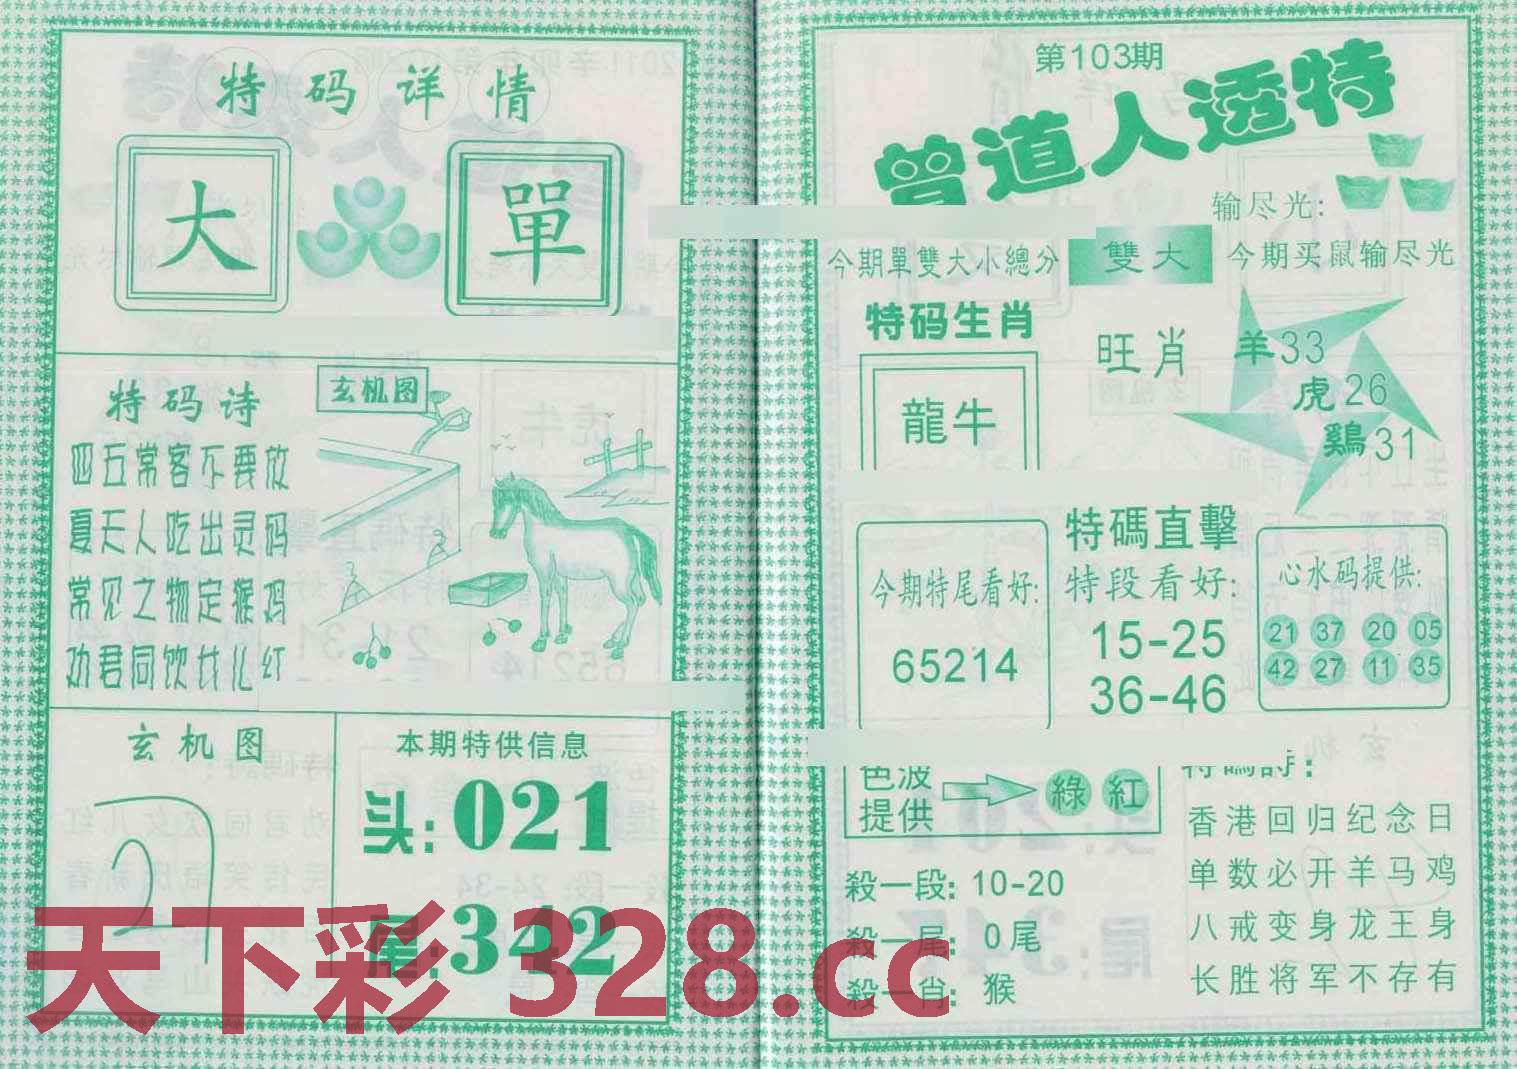 特码详情
大 單
特码诗
玄机图
四五常客不要放
夏天人吃出灵码
常见之物定猴鸡
劝君同饮女儿红
玄机图
本期特供信息
头:021
尾:342
第103期
曾道人透特
输尽光:
今期單雙大小總分 雙大 今期买鼠输尽光
特码生肖
龍牛
旺肖
羊33
虎26
鷄31
今期特尾看好:
65214
特碼直擊
特段看好:
15-25
36-46
心水码提供:
21 37 20 05
42 27 11 35
色波
提供
綠 紅
殺一段: 10-20
殺一尾: 0尾
殺一肖: 猴
特碼詩:
香港回归纪念日
单数必开羊马鸡
八戒变身龙王身
长胜将军不存有
天下彩 328.cc